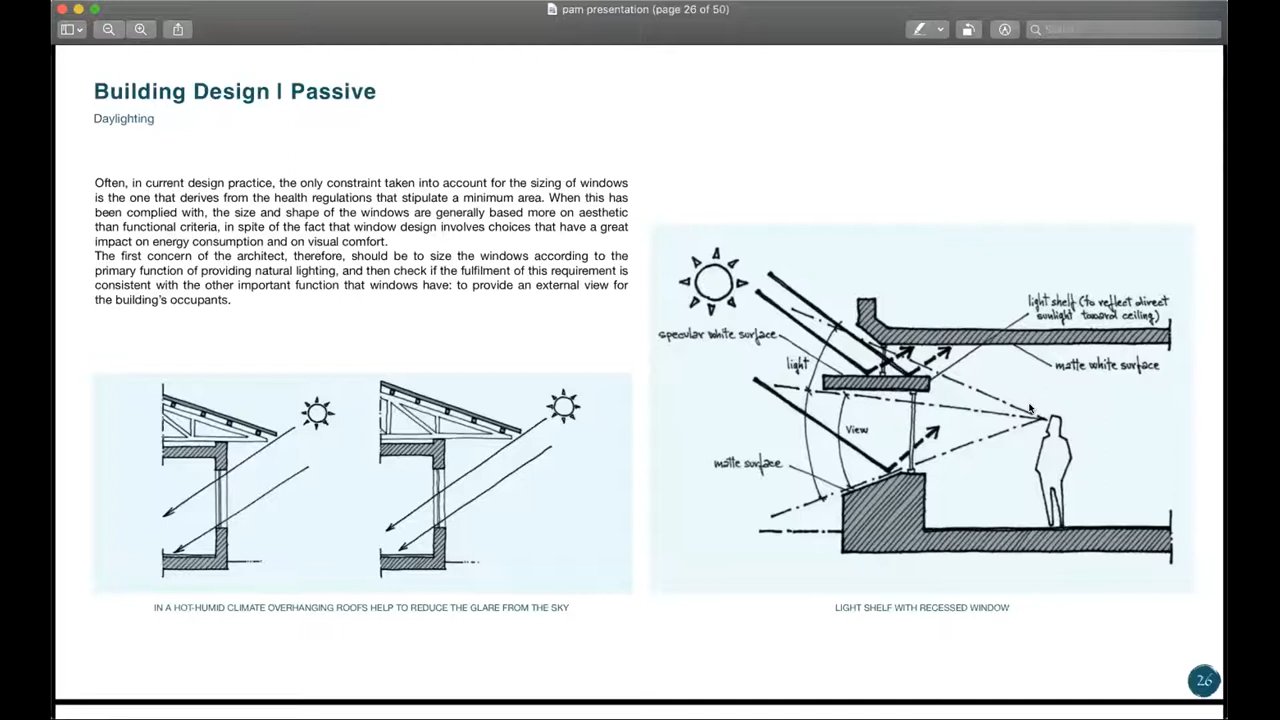 pam presentation (page 26 of 50)
Search
Building Design | Passive
Daylighting
Often, in current design practice, the only constraint taken into account for the sizing of windows
is the one that derives from the health regulations that stipulate a minimum area. When this has
been complied with, the size and shape of the windows are generally based more on aesthetic
than functional criteria, in spite of the fact that window design involves choices that have a great
impact on energy consumption and on visual comfort.
The first concern of the architect, therefore, should be to size the windows according to the
primary function of providing natural lighting, and then check if the fulfilment of this requirement is
consistent with the other important function that windows have: to provide an external view for
the building's occupants.
IN A HOT-HUMID CLIMATE OVERHANGING ROOFS HELP TO REDUCE THE GLARE FROM THE SKY
light shelf (to reflect direct
sunlight toward ceiling)
specular white surface
light
matte white surface
View
matte surface
LIGHT SHELF WITH RECESSED WINDOW
26